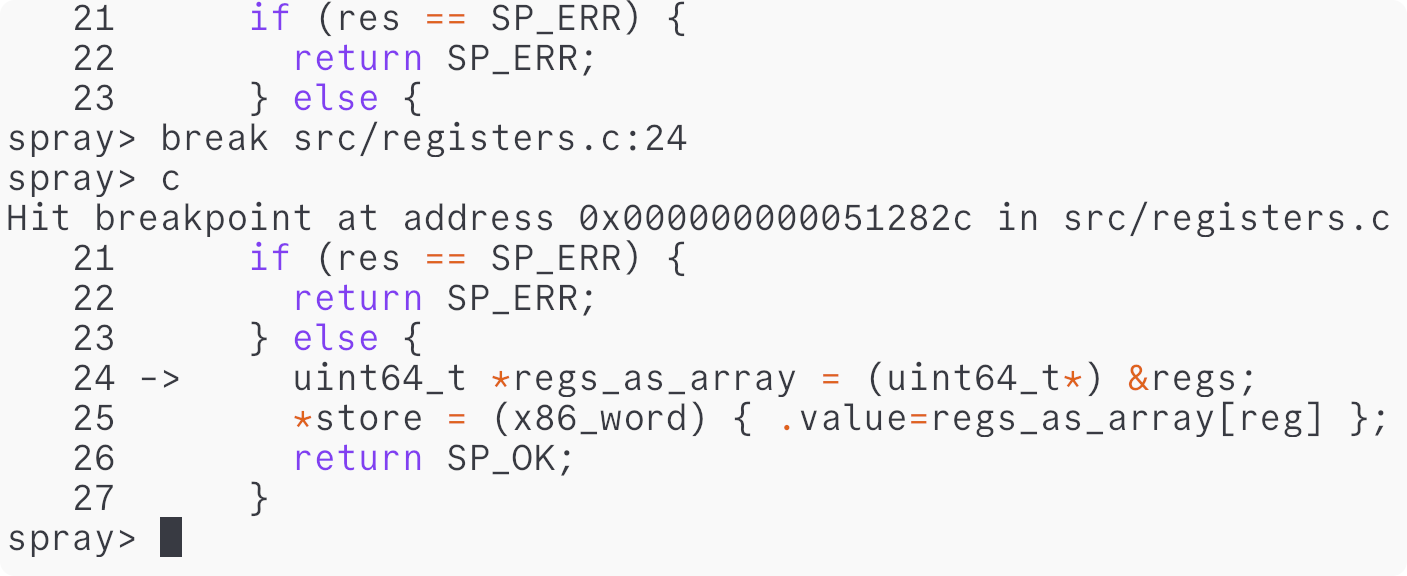 21      if (res == SP_ERR) {
22        return SP_ERR;
23      } else {
spray> break src/registers.c:24
spray> c
Hit breakpoint at address 0x000000000051282c in src/registers.c
21      if (res == SP_ERR) {
22        return SP_ERR;
23      } else {
24 ->     uint64_t *regs_as_array = (uint64_t*) &regs;
25        *store = (x86_word) { .value=regs_as_array[reg] };
26        return SP_OK;
27      }
spray>